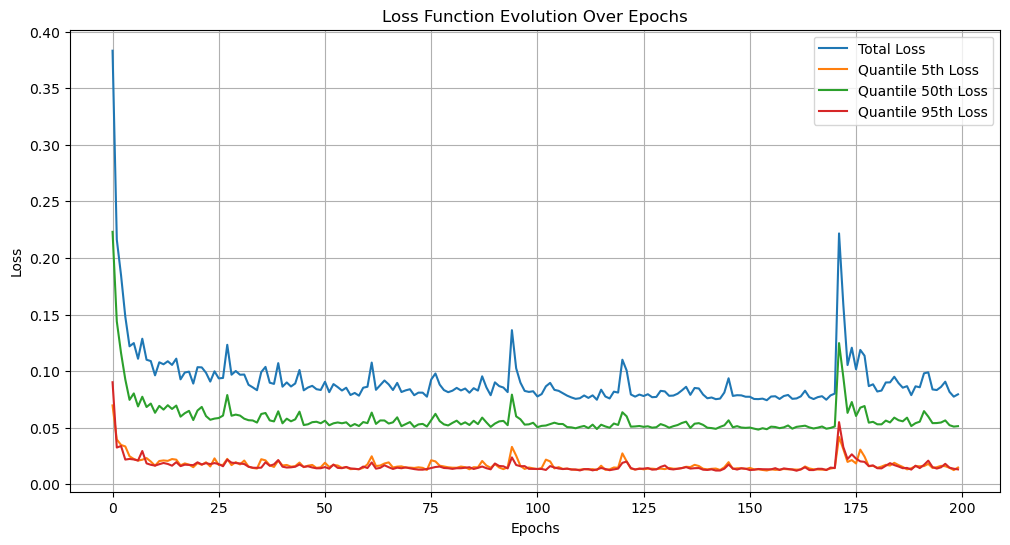 Loss Function Evolution Over Epochs
Total Loss
Quantile 5th Loss
Quantile 50th Loss
Quantile 95th Loss
0.40
0.35
0.30
0.25
0.20
0.15
0.10
0.05
0.00
Loss
0 25 50 75 100 125 150 175 200
Epochs